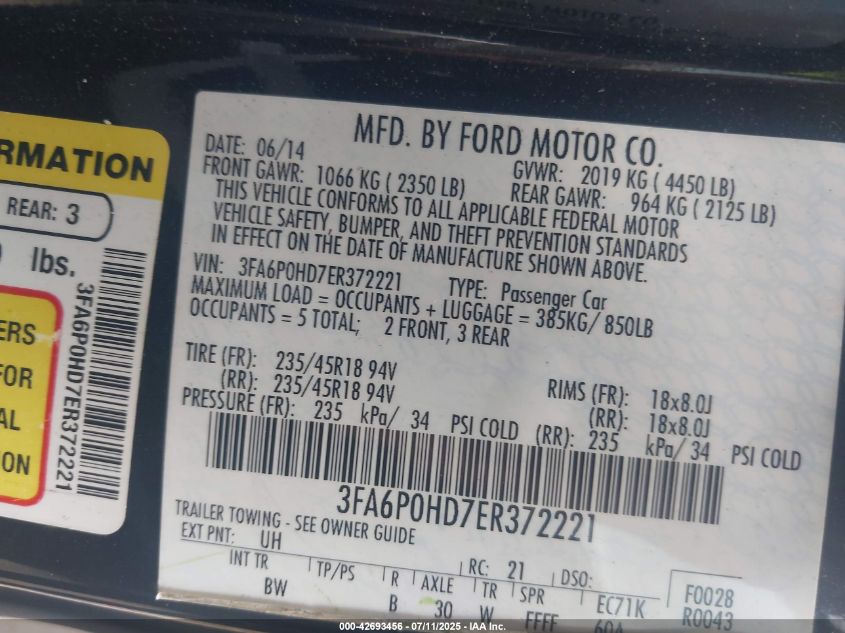 FORD MOTOR CO.
RMATION
REAR: 3
lbs.
3FA6P0HD7ER372221
ERS
FOR
AL
ON
MFD. BY FORD MOTOR CO.
DATE: 06/14 GVWR: 2019 KG ( 4450 LB)
FRONT GAWR: 1066 KG ( 2350 LB) REAR GAWR: 964 KG ( 2125 LB)
THIS VEHICLE CONFORMS TO ALL APPLICABLE FEDERAL MOTOR
VEHICLE SAFETY, BUMPER, AND THEFT PREVENTION STANDARDS
IN EFFECT ON THE DATE OF MANUFACTURE SHOWN ABOVE.
VIN: 3FA6P0HD7ER372221 TYPE: Passenger Car
MAXIMUM LOAD = OCCUPANTS + LUGGAGE = 385KG/ 850LB
OCCUPANTS = 5 TOTAL; 2 FRONT, 3 REAR
TIRE (FR): 235/45R18 94V RIMS (FR): 18x8.0J
(RR): 235/45R18 94V (RR): 18x8.0J
PRESSURE (FR): 235 kPa/ 34 PSI COLD (RR): 235 kPa/ 34 PSI COLD
3FA6P0HD7ER372221
TRAILER TOWING - SEE OWNER GUIDE
EXT PNT: UH RC: 21 DSO:
INT TR TP/PS R AXLE TR SPR EC71K F0028
BW B 30 W FFFF 60A R0043
000-42693456 - 07/11/2025 - IAA Inc.